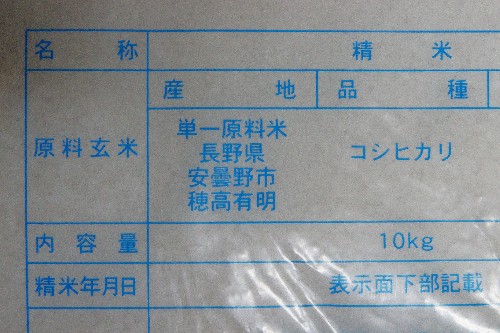 名称 精米
産地 品種
原料玄米
単一原料米
長野県
安曇野市
穂高有明
コシヒカリ
内容量 10kg
精米年月日 表示面下部記載